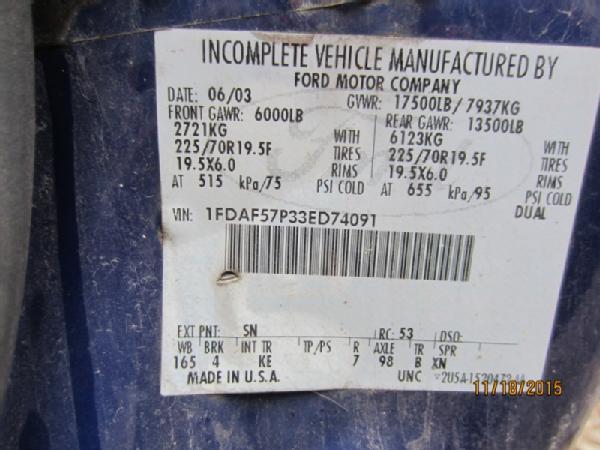 INCOMPLETE VEHICLE MANUFACTURED BY
FORD MOTOR COMPANY
DATE: 06/03 GVWR: 17500LB/ 7937KG
FRONT GAWR: 6000LB REAR GAWR: 13500LB
2721KG WITH 6123KG WITH
225/70R19.5F TIRES 225/70R19.5F TIRES
19.5X6.0 RIMS 19.5X6.0 RIMS
AT 515 kPa/75 PSI COLD AT 655 kPa/95 PSI COLD
DUAL
VIN: 1FDAF57P33ED74091
EXT PNT: SN RC: 53 DSO:
WB BRK INT TR TP/PS R AXLE TR SPR
165 4 KE 7 98 B XN
MADE IN U.S.A. UNC
11/18/2015